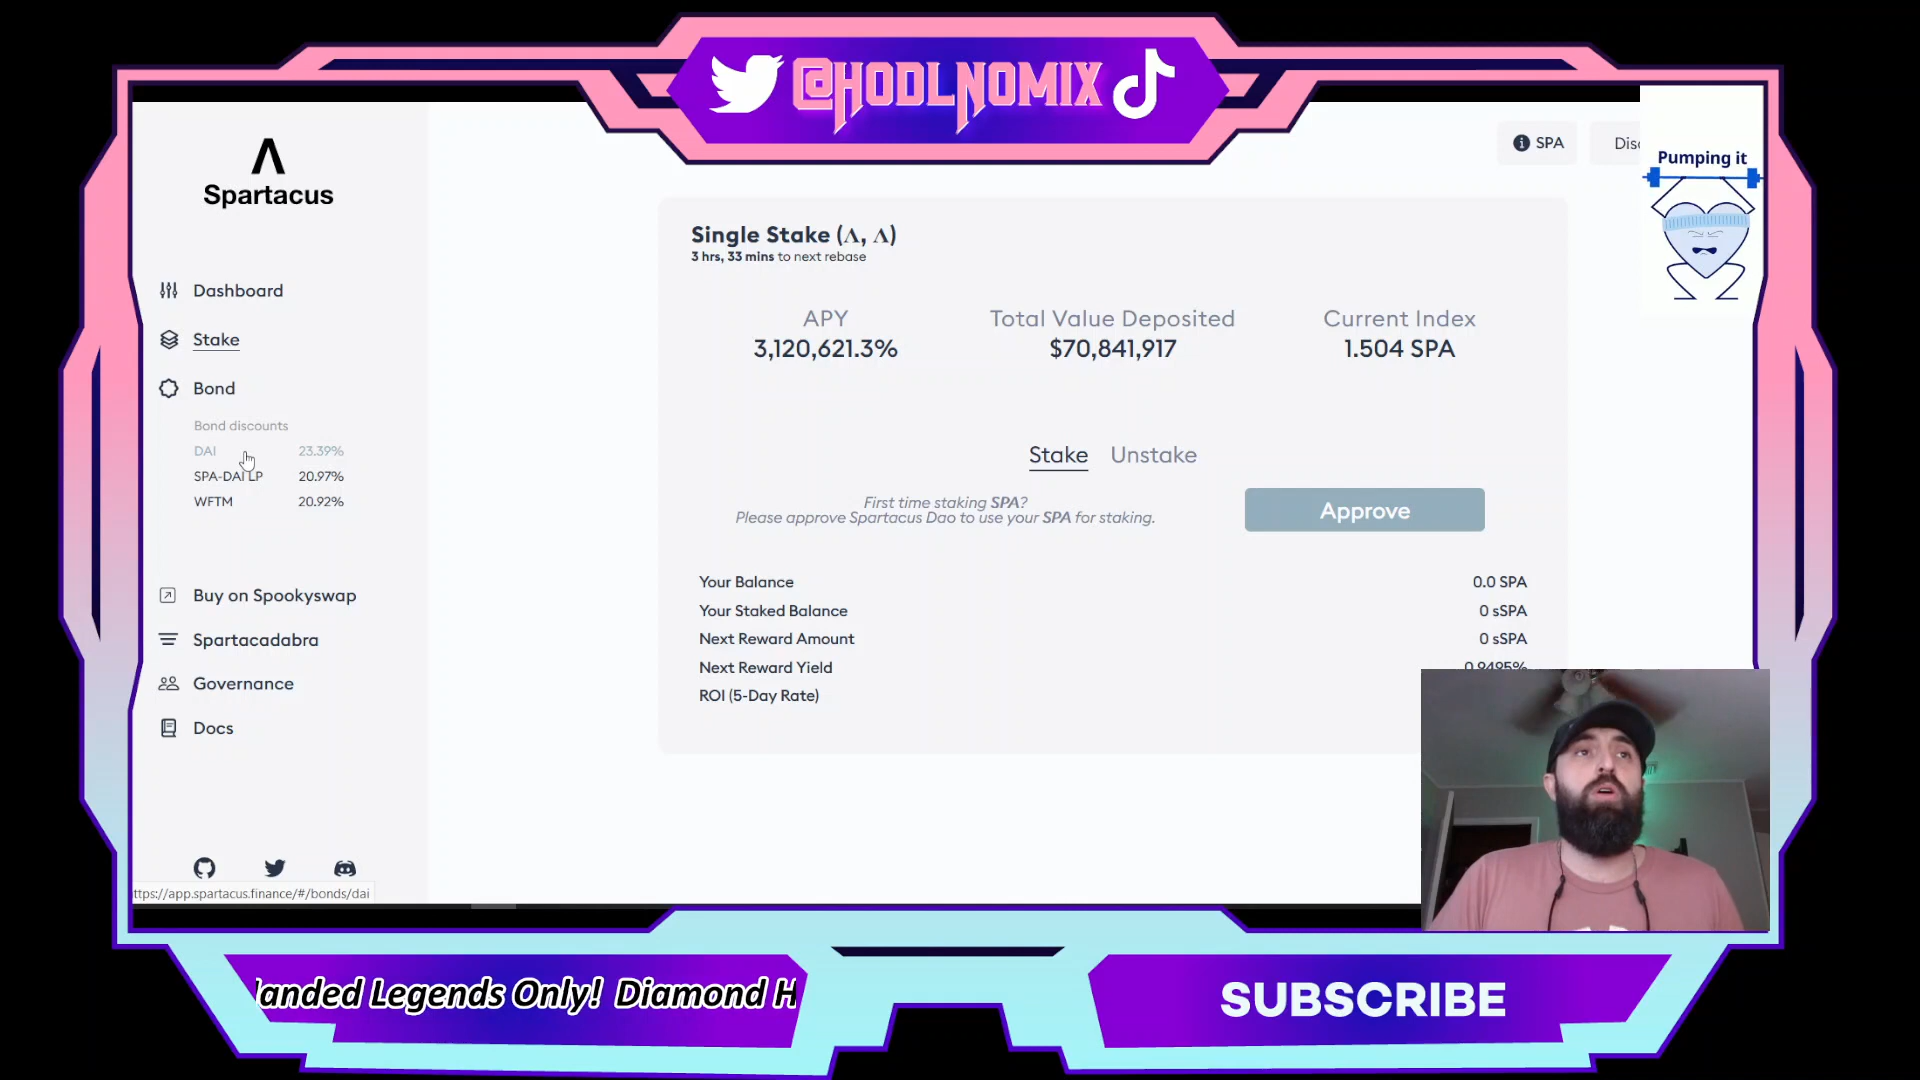 @HODLNOMIX
Spartacus
SPA
Pumping it
Single Stake (Λ, Λ)
3 hrs, 33 mins to next rebase
Dashboard
APY
Total Value Deposited
Current Index
Stake
3,120,621.3%
$70,841,917
1.504 SPA
Bond
Bond discounts
DAI 23.39%
SPA-DAI LP 20.97%
WFTM 20.92%
Stake Unstake
First time staking SPA?
Please approve Spartacus Dao to use your SPA for staking.
Approve
Your Balance 0.0 SPA
Your Staked Balance 0 sSPA
Next Reward Amount 0 sSPA
Next Reward Yield 0.9495%
ROI (5-Day Rate)
Buy on Spookyswap
Spartacadabra
Governance
Docs
ttps://app.spartacus.finance/#/bonds/dai
Legends Only! Diamond H
SUBSCRIBE